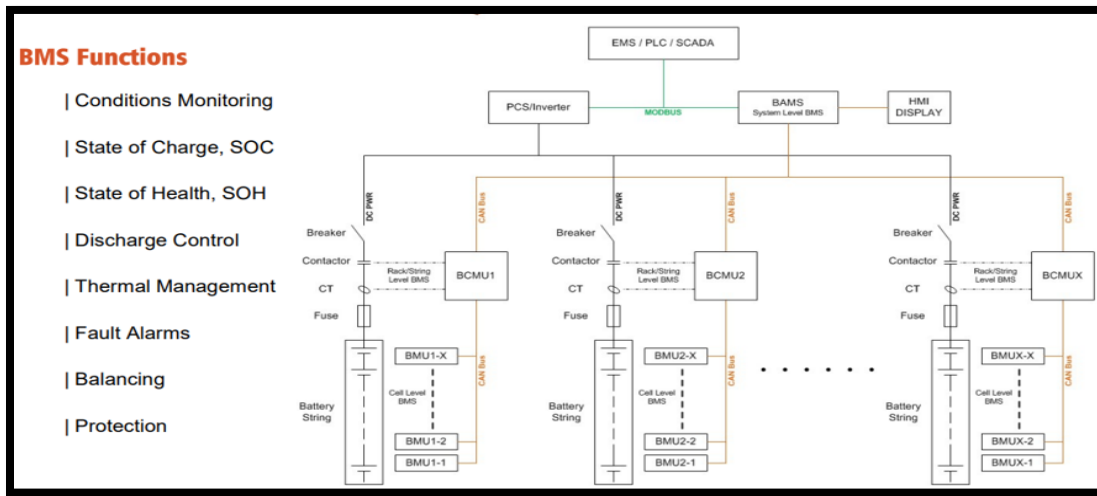 BMS Functions
| Conditions Monitoring
| State of Charge, SOC
| State of Health, SOH
| Discharge Control
| Thermal Management
| Fault Alarms
| Balancing
| Protection
EMS / PLC / SCADA
PCS/Inverter
MODBUS
BAMS
System Level BMS
HMI
DISPLAY
DC PWR
CAN Bus
Breaker
Contactor
CT
Fuse
Rack/String
Level BMS
BCMU1
Battery
String
BMU1-X
Cell Level
BMS
BMU1-2
BMU1-1
CAN Bus
DC PWR
CAN Bus
Breaker
Contactor
CT
Fuse
Rack/String
Level BMS
BCMU2
Battery
String
BMU2-X
Cell Level
BMS
BMU2-2
BMU2-1
CAN Bus
DC PWR
CAN Bus
Breaker
Contactor
CT
Fuse
Rack/String
Level BMS
BCMUX
Battery
String
BMUX-X
Cell Level
BMS
BMUX-2
BMUX-1
CAN Bus